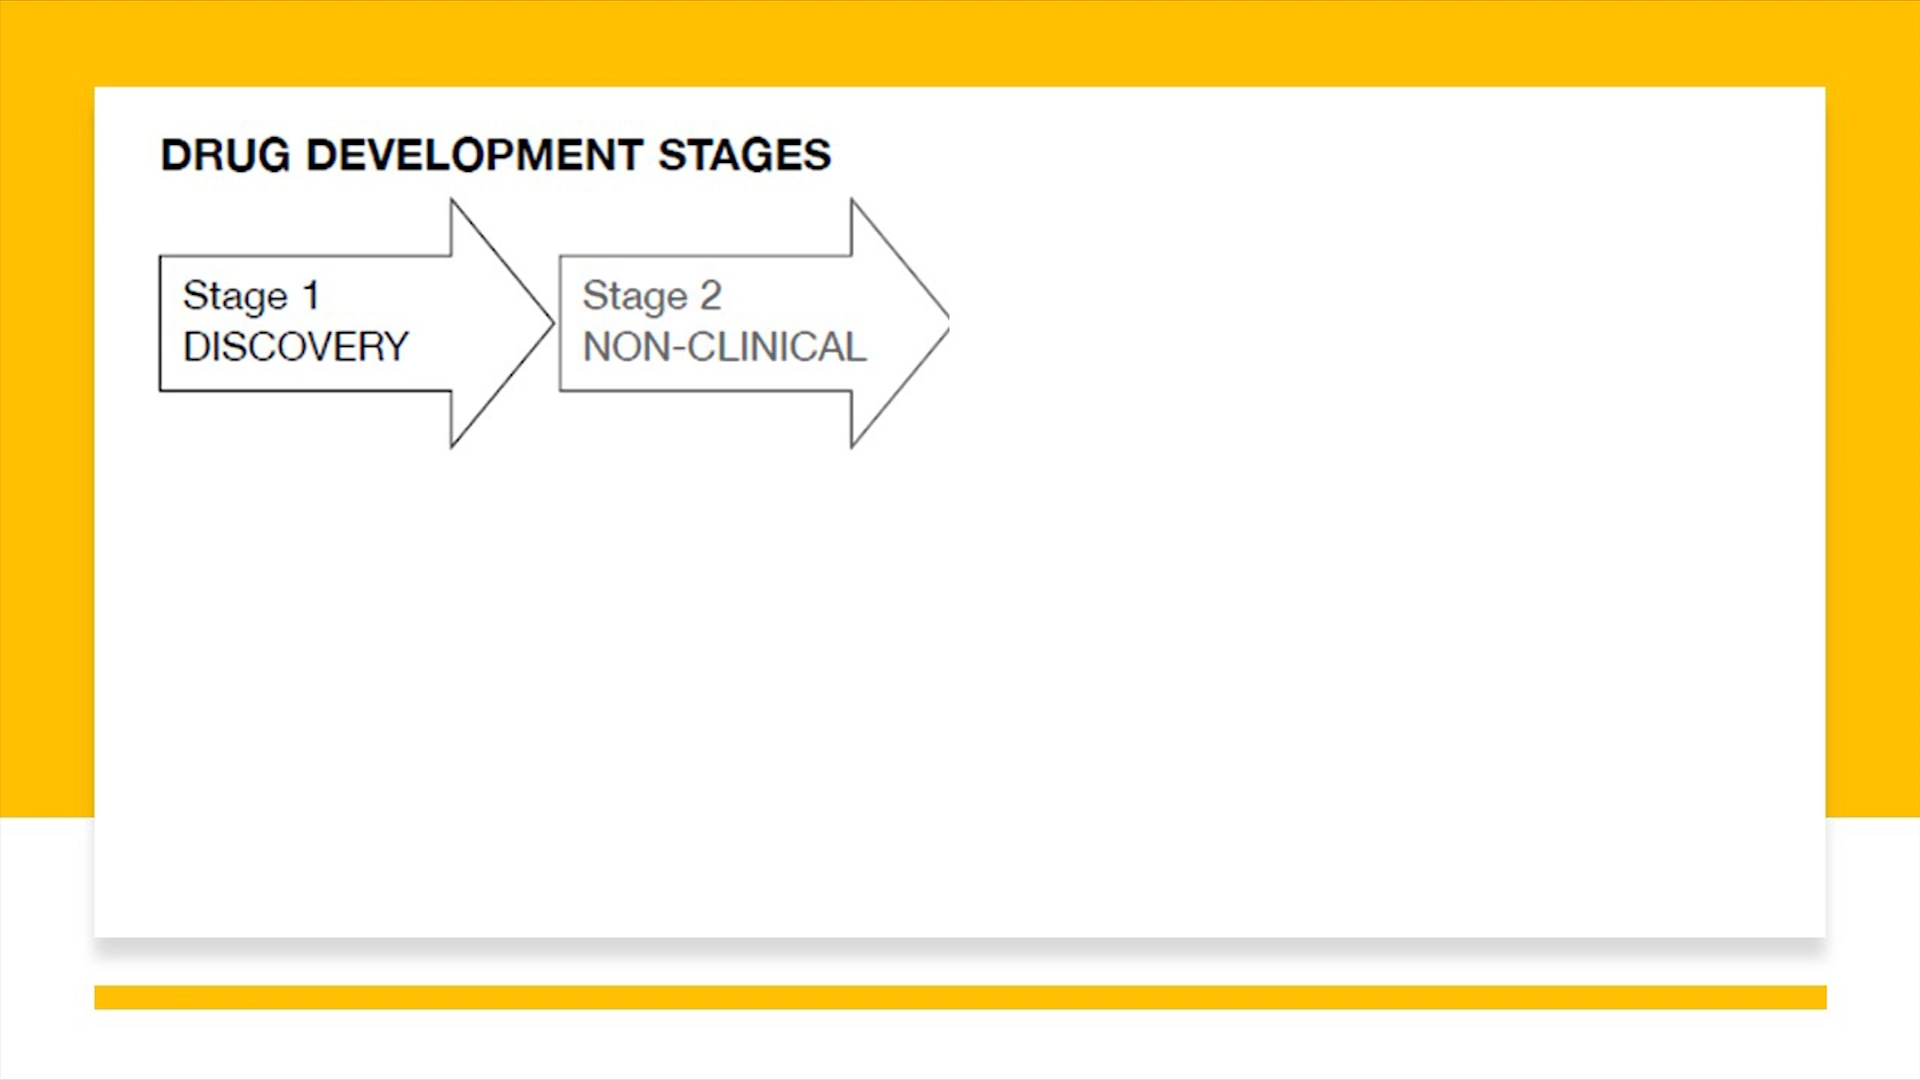 DRUG DEVELOPMENT STAGES
Stage 1
DISCOVERY
Stage 2
NON-CLINICAL